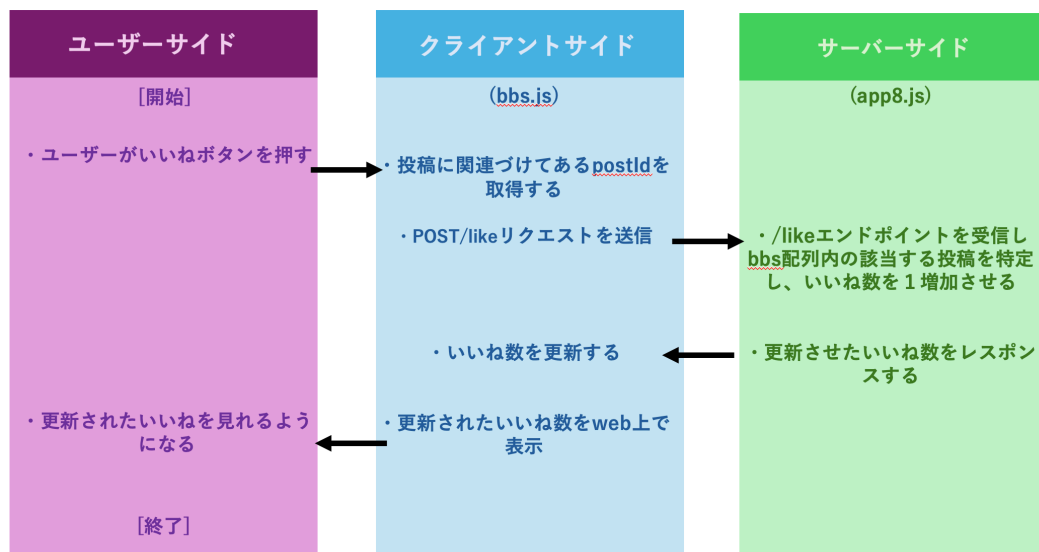 ユーザーサイド
クライアントサイド
サーバーサイド
[開始]
(bbs.js)
(app8.js)
・ユーザーがいいねボタンを押す
・投稿に関連づけてあるpostIdを
取得する
・POST/likeリクエストを送信
・/likeエンドポイントを受信し
bbs配列内の該当する投稿を特定
し、いいね数を１増加させる
・いいね数を更新する
・更新させたいいね数をレスポン
スする
・更新されたいいねを見れるよう
になる
・更新されたいいね数をweb上で
表示
[終了]